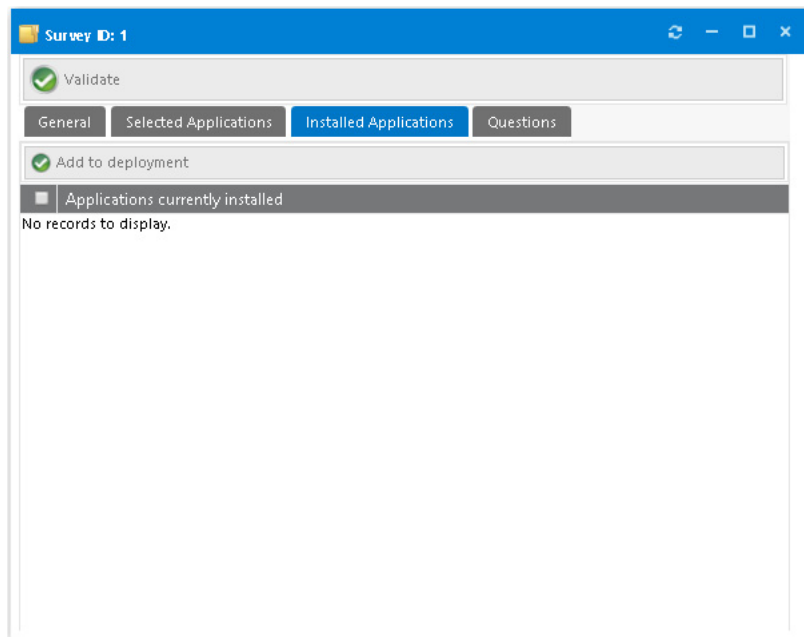 Survey ID: 1
Validate
General Selected Applications Installed Applications Questions
Add to deployment
Applications currently installed
No records to display.